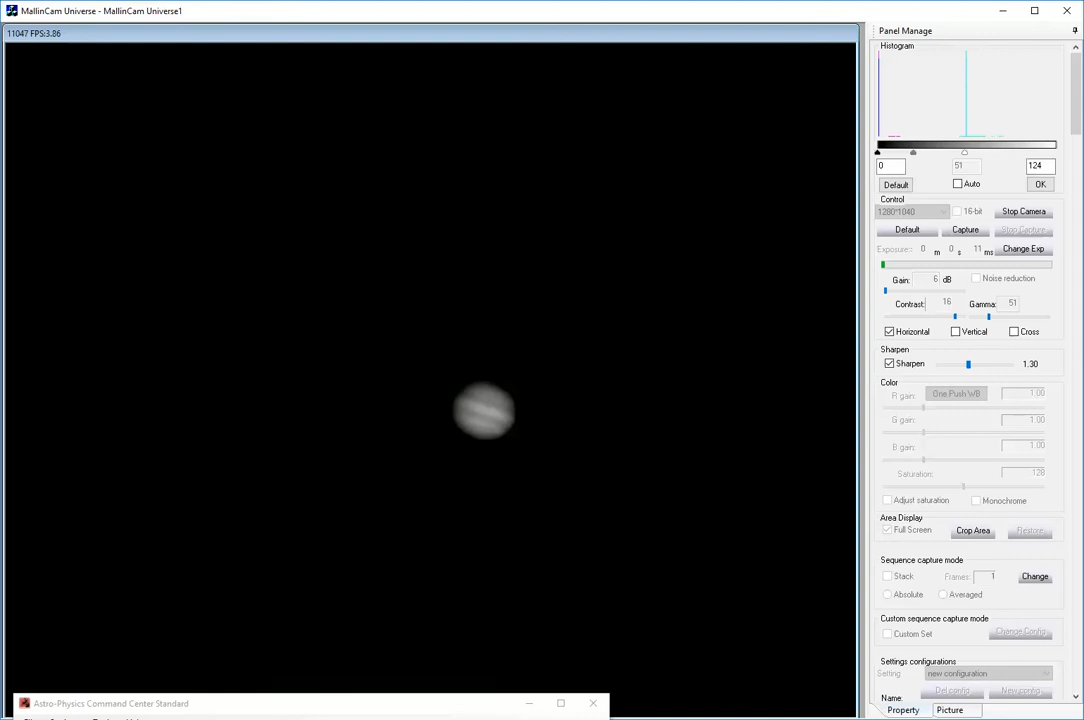 MallinCam Universe - MallinCam Universe1
11047 FPS:3.86
Panel Manage
Histogram
0 51 124
Default Auto OK
Control
1280*1040 16-bit Stop Camera
Default Capture Stop Capture
Exposure:: 0 m 0 s 11 ms Change Exp
Gain: 6 dB Noise reduction
Contrast: 16 Gamma: 51
Horizontal Vertical Cross
Sharpen
Sharpen 1.30
Color
R gain: One Push WB 1.00
G gain: 1.00
B gain: 1.00
Saturation: 128
Adjust saturation Monochrome
Area Display
Full Screen Crop Area Restore
Sequence capture mode
Stack Frames: 1 Change
Absolute Averaged
Custom sequence capture mode
Custom Set Change Config
Settings configurations
Setting new configuration
Name: Del config New config
Property Picture
Astro-Physics Command Center Standard